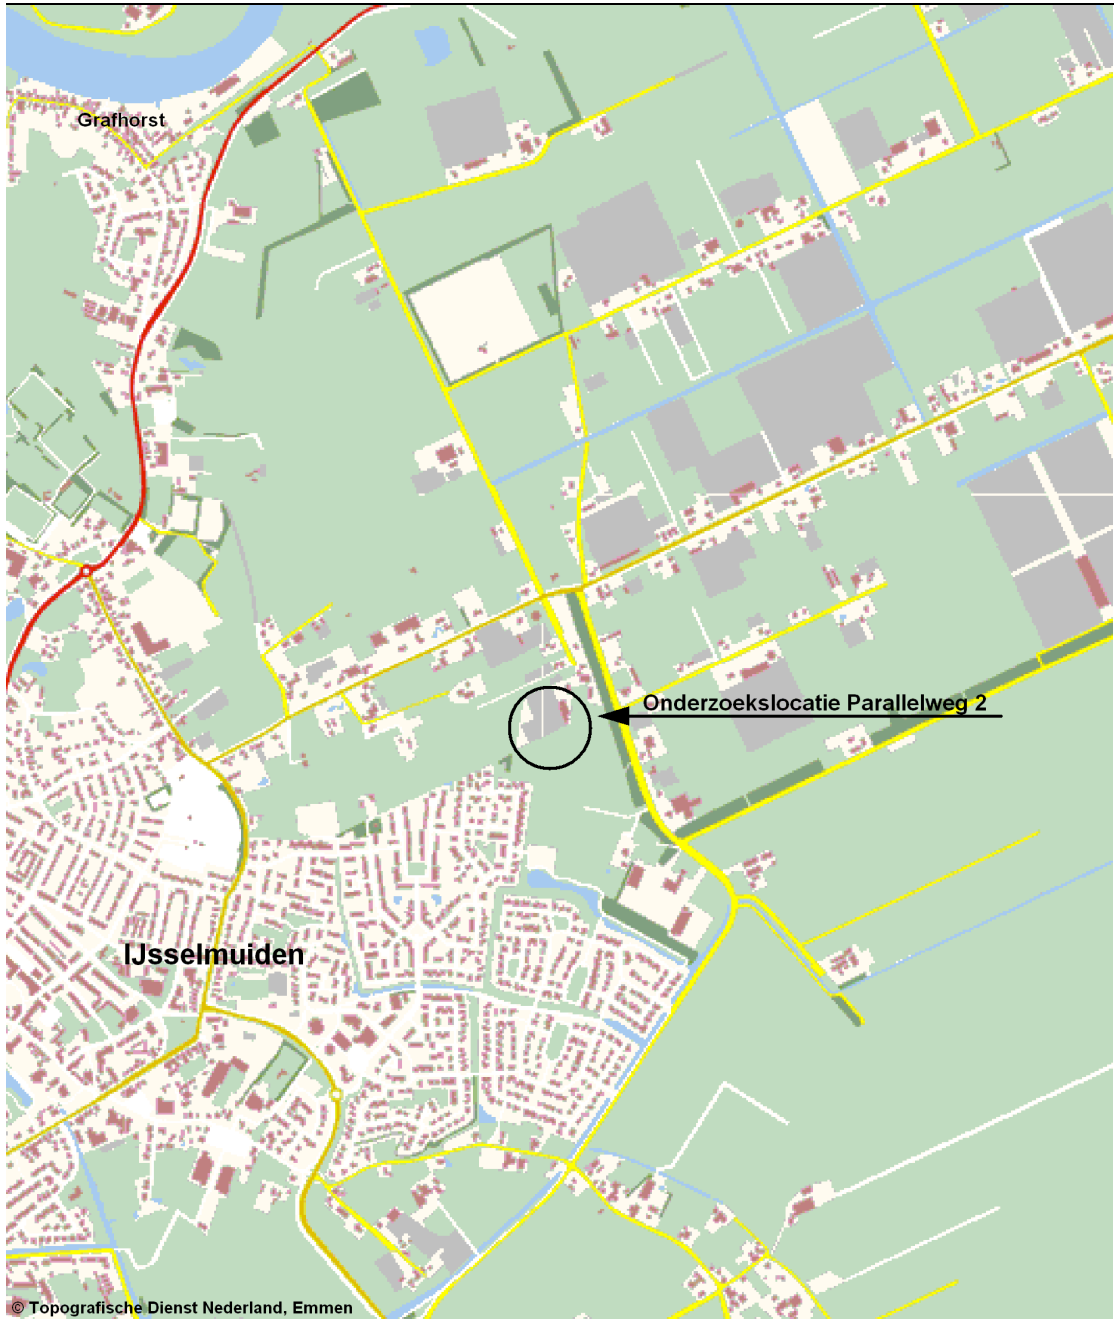 Grafhorst
Onderzoekslocatie Parallelweg 2
IJsselmuiden
© Topografische Dienst Nederland, Emmen